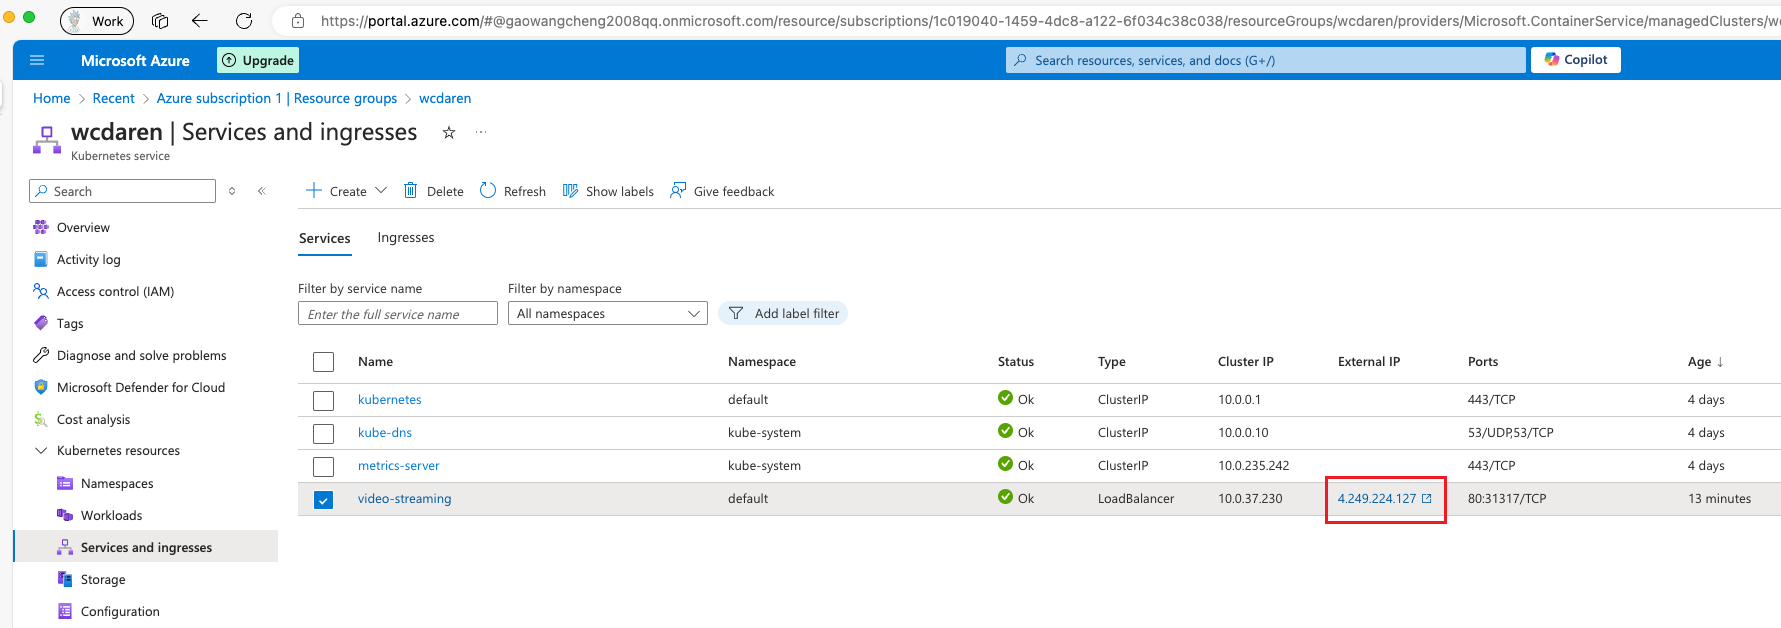 Work
https://portal.azure.com/#@gaowangcheng2008qq.onmicrosoft.com/resource/subscriptions/1c019040-1459-4dc8-a122-6f034c38c038/resourceGroups/wcdaren/providers/Microsoft.ContainerService/managedClusters/wc
Microsoft Azure Upgrade Search resources, services, and docs (G+/) Copilot
Home > Recent > Azure subscription 1 | Resource groups > wcdaren
wcdaren | Services and ingresses ☆ ...
Kubernetes service
Search
Create Delete Refresh Show labels Give feedback
Overview
Activity log
Access control (IAM)
Tags
Diagnose and solve problems
Microsoft Defender for Cloud
Cost analysis
Kubernetes resources
Namespaces
Workloads
Services and ingresses
Storage
Configuration
Services Ingresses
Filter by service name Filter by namespace
Enter the full service name All namespaces Add label filter
Name Namespace Status Type Cluster IP External IP Ports Age ↓
kubernetes default Ok ClusterIP 10.0.0.1 443/TCP 4 days
kube-dns kube-system Ok ClusterIP 10.0.0.10 53/UDP,53/TCP 4 days
metrics-server kube-system Ok ClusterIP 10.0.235.242 443/TCP 4 days
video-streaming default Ok LoadBalancer 10.0.37.230 4.249.224.127 80:31317/TCP 13 minutes